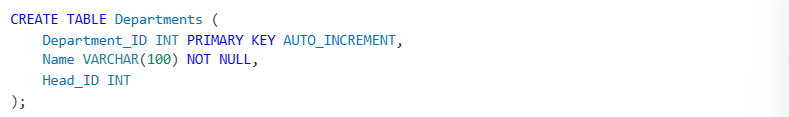 CREATE TABLE Departments (
    Department_ID INT PRIMARY KEY AUTO_INCREMENT,
    Name VARCHAR(100) NOT NULL,
    Head_ID INT
);